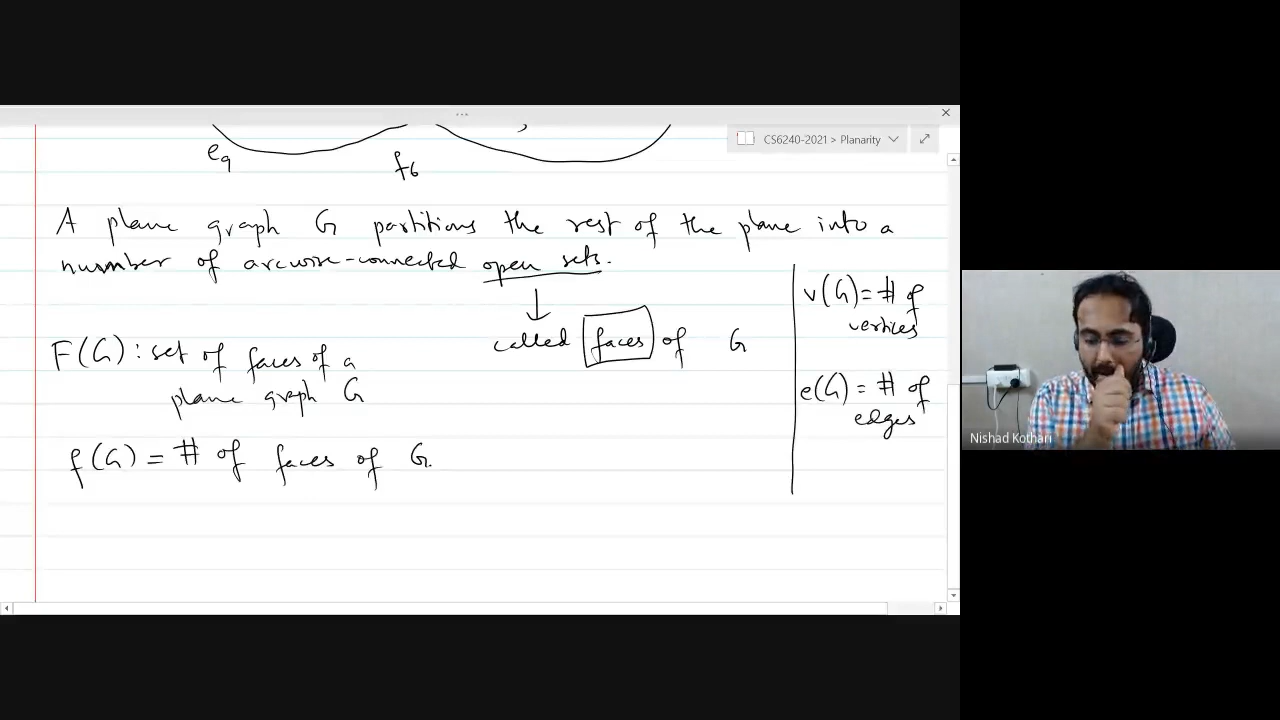 CS6240-2021 > Planarity
e9
f6
A plane graph G partitions the rest of the plane into a
number of arcwise-connected open sets.
called faces of G
F(G) : set of faces of a
plane graph G
f(G) = # of faces of G.
v(G) = # of
vertices
e(G) = # of
edges
Nishad Kothari